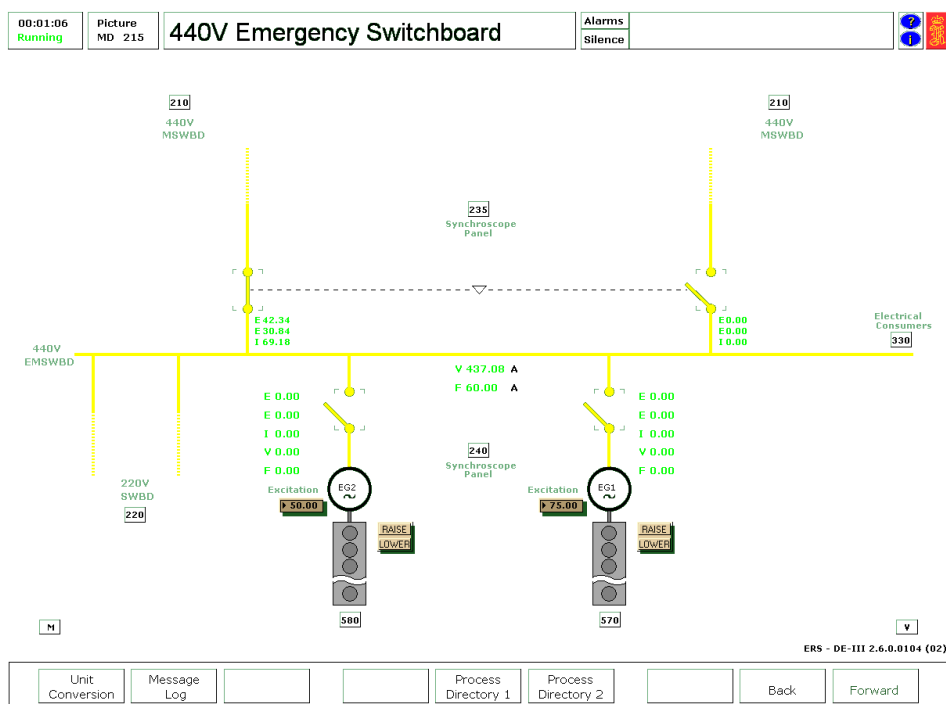 00:01:06
Running
Picture
MD 215
440V Emergency Switchboard
Alarms
Silence
?
i
210
440V
MSWBD
210
440V
MSWBD
235
Synchroscope
Panel
E 42.34
E 30.84
I 69.18
E 0.00
E 0.00
I 0.00
Electrical
Consumers
330
440V
EMSWBD
V 437.08 A
F 60.00 A
E 0.00
E 0.00
I 0.00
V 0.00
F 0.00
E 0.00
E 0.00
I 0.00
V 0.00
F 0.00
240
Synchroscope
Panel
220V
SWBD
220
Excitation
50.00
EG2
Excitation
75.00
EG1
RAISE
LOWER
RAISE
LOWER
580
570
M
V
ERS - DE-III 2.6.0.0104 (02)
Unit
Conversion
Message
Log
Process
Directory 1
Process
Directory 2
Back
Forward